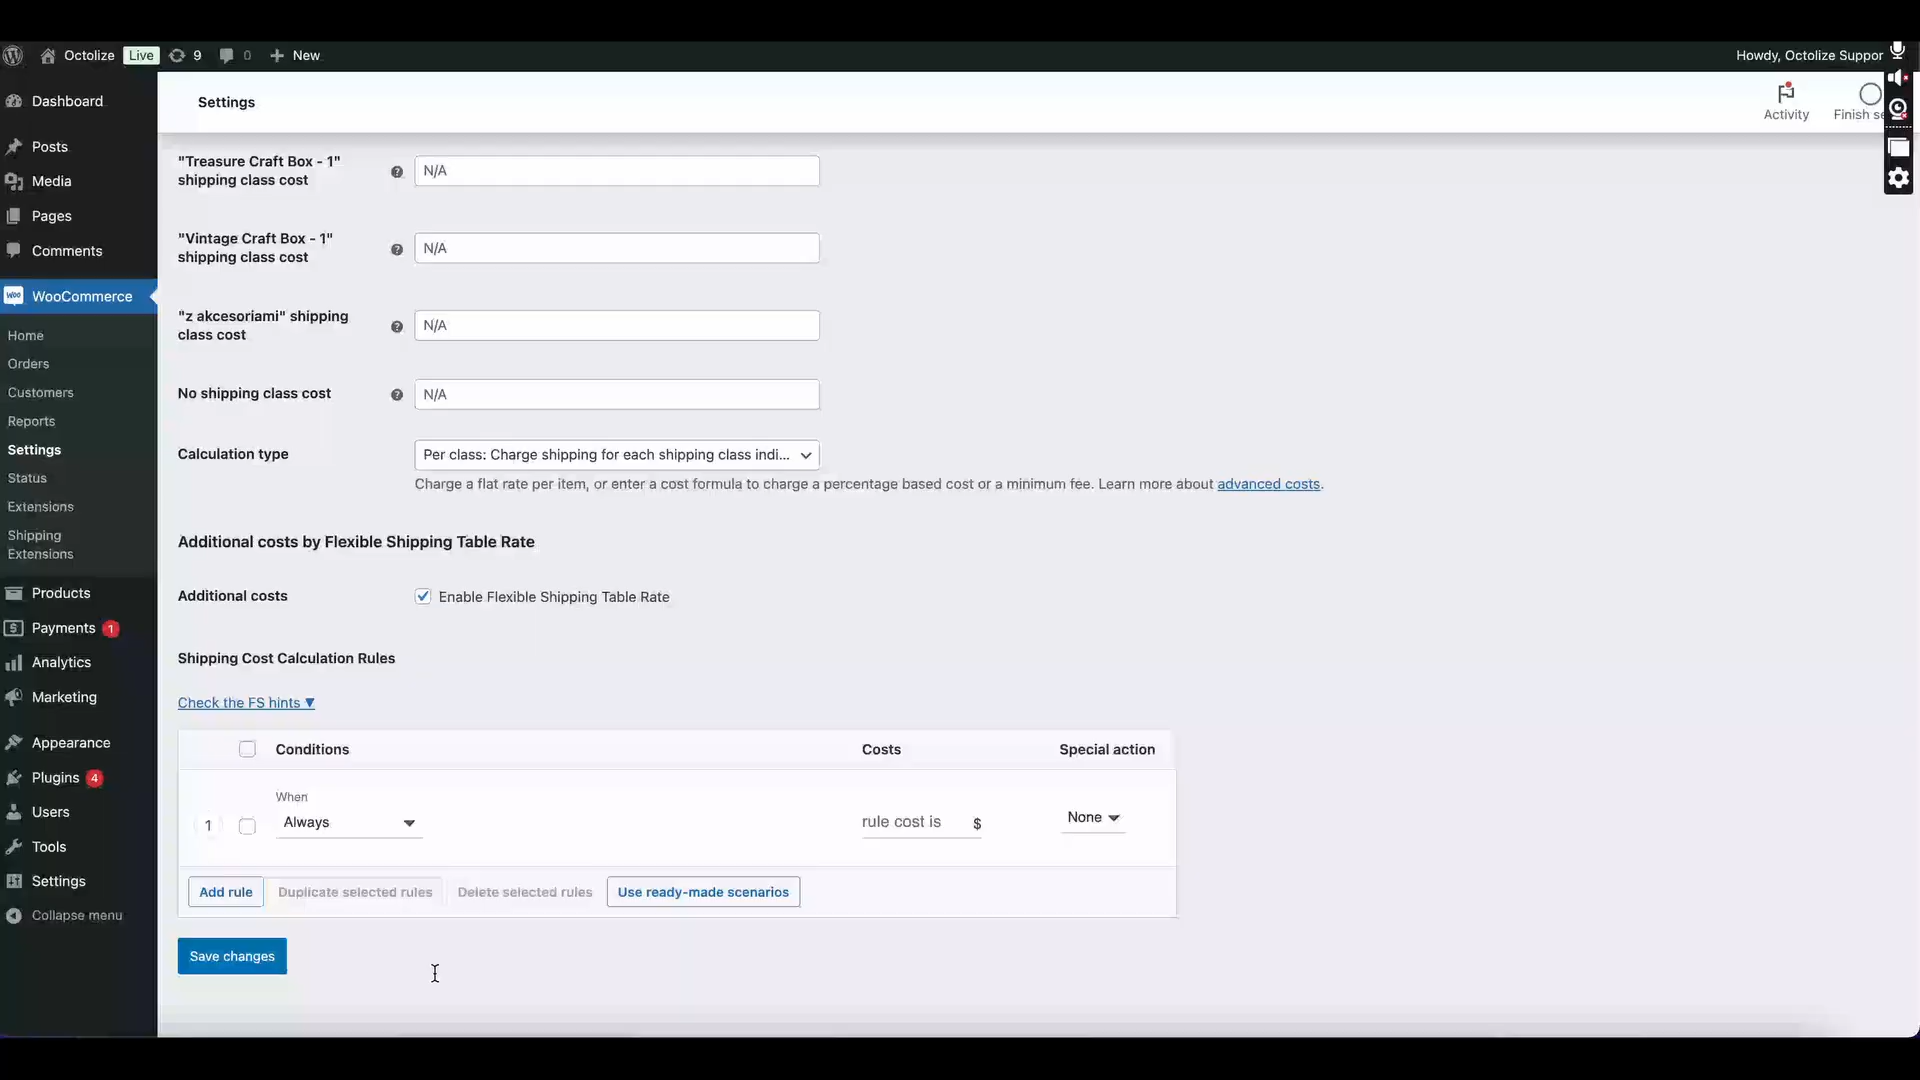 Octolize Live 9 0 New
Howdy, Octolize Suppor
Settings
Activity
Finish se
Dashboard
Posts
Media
Pages
Comments
WooCommerce
Home
Orders
Customers
Reports
Settings
Status
Extensions
Shipping
Extensions
Products
Payments 1
Analytics
Marketing
Appearance
Plugins 4
Users
Tools
Settings
Collapse menu
"Treasure Craft Box - 1"
shipping class cost
N/A
"Vintage Craft Box - 1"
shipping class cost
N/A
"z akcesoriami" shipping
class cost
N/A
No shipping class cost
N/A
Calculation type
Per class: Charge shipping for each shipping class indi...
Charge a flat rate per item, or enter a cost formula to charge a percentage based cost or a minimum fee. Learn more about advanced costs.
Additional costs by Flexible Shipping Table Rate
Additional costs
Enable Flexible Shipping Table Rate
Shipping Cost Calculation Rules
Check the FS hints ▼
Conditions Costs Special action
When
1 Always rule cost is $ None
Add rule Duplicate selected rules Delete selected rules Use ready-made scenarios
Save changes